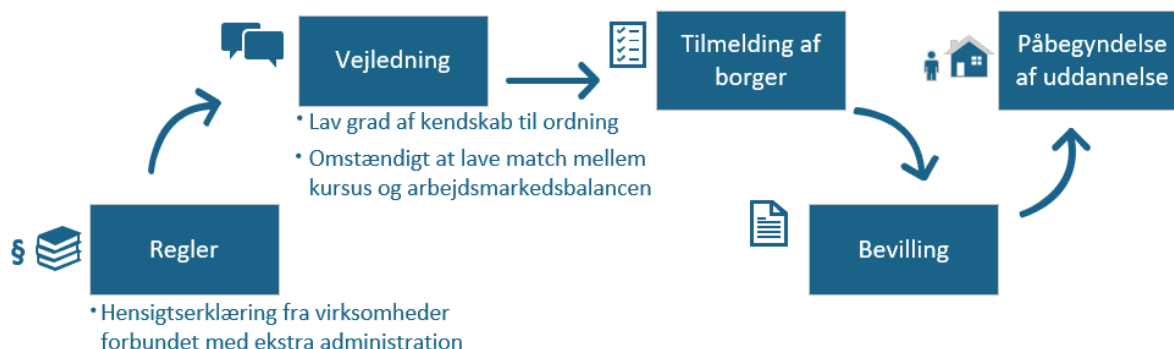 Vejledning
• Lav grad af kendskab til ordning
• Omstændigt at lave match mellem
kursus og arbejdsmarkedsbalancen
Tilmelding af
borger
Påbegyndelse
af uddannelse
§
Regler
• Hensigtserklæring fra virksomheder
forbundet med ekstra administration
Bevilling